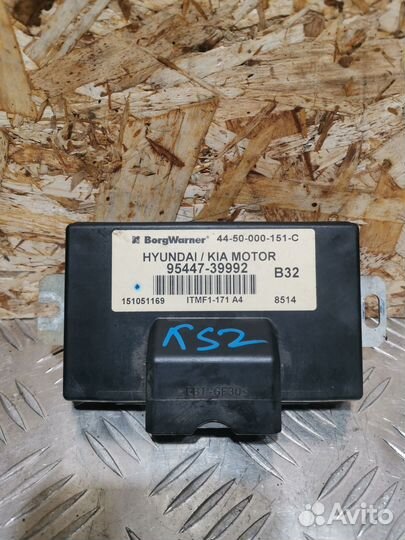 BorgWarner 44-50-000-151-C
HYUNDAI / KIA MOTOR
95447-39992 B32
151051169 ITMF1-171 A4 8514
KS2
Avito